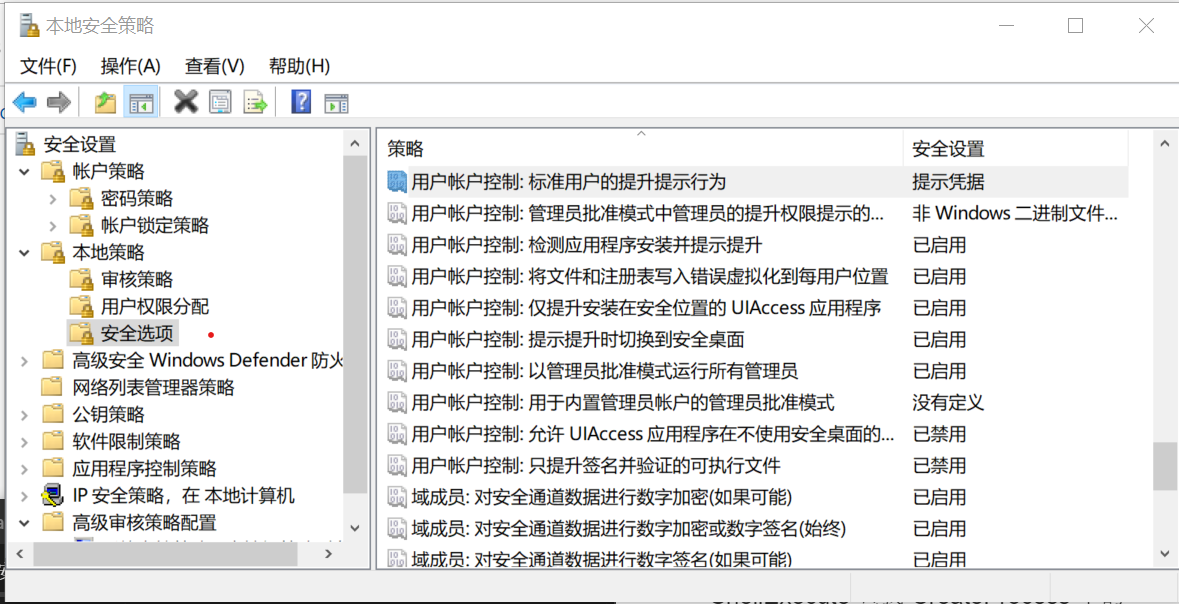 本地安全策略
文件(F) 操作(A) 查看(V) 帮助(H)
安全设置
帐户策略
密码策略
帐户锁定策略
本地策略
审核策略
用户权限分配
安全选项
高级安全 Windows Defender 防火
网络列表管理器策略
公钥策略
软件限制策略
应用程序控制策略
IP 安全策略，在 本地计算机
高级审核策略配置
策略 安全设置
用户帐户控制: 标准用户的提升提示行为 提示凭据
用户帐户控制: 管理员批准模式中管理员的提升权限提示的... 非 Windows 二进制文件...
用户帐户控制: 检测应用程序安装并提示提升 已启用
用户帐户控制: 将文件和注册表写入错误虚拟化到每用户位置 已启用
用户帐户控制: 仅提升安装在安全位置的 UIAccess 应用程序 已启用
用户帐户控制: 提示提升时切换到安全桌面 已启用
用户帐户控制: 以管理员批准模式运行所有管理员 已启用
用户帐户控制: 用于内置管理员帐户的管理员批准模式 没有定义
用户帐户控制: 允许 UIAccess 应用程序在不使用安全桌面的... 已禁用
用户帐户控制: 只提升签名并验证的可执行文件 已禁用
域成员: 对安全通道数据进行数字加密(如果可能) 已启用
域成员: 对安全通道数据进行数字加密或数字签名(始终) 已启用
域成员: 对安全通道数据进行数字签名(如果可能) 已启用